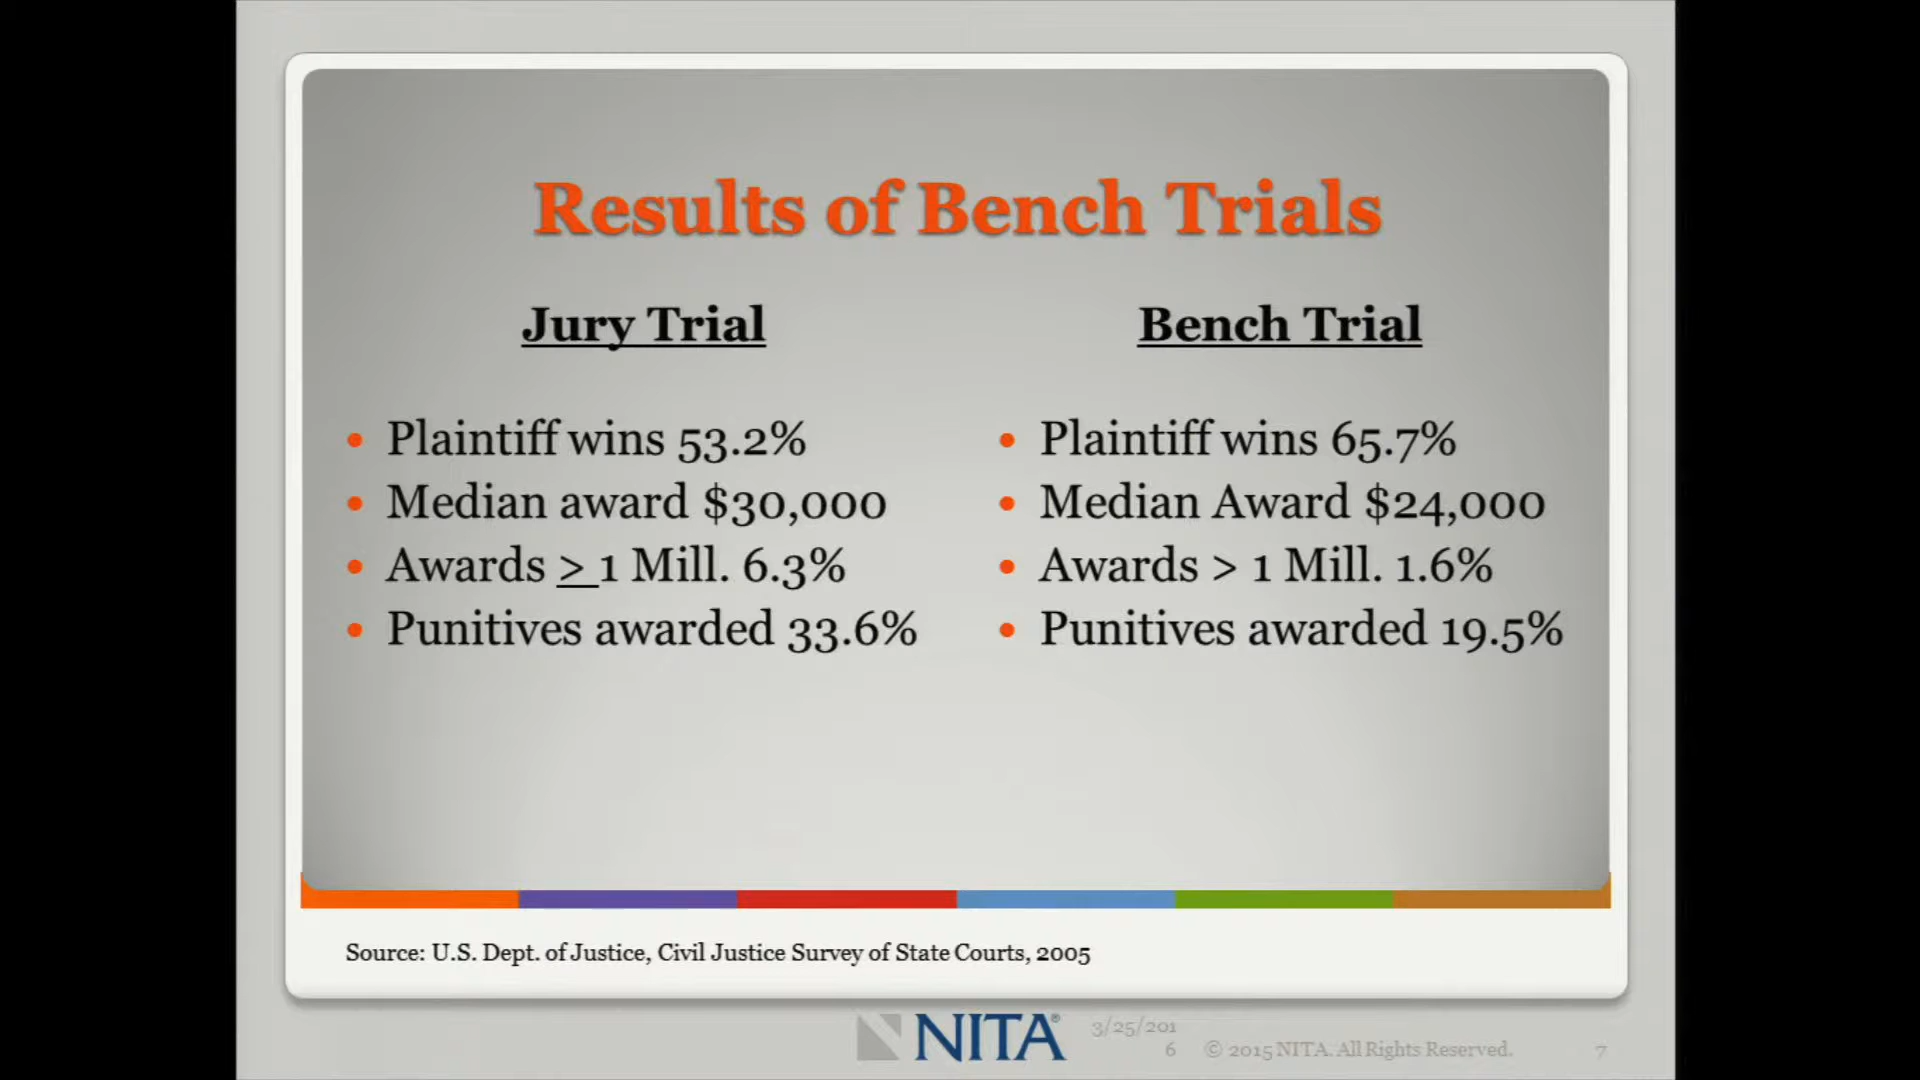 Results of Bench Trials
Jury Trial
• Plaintiff wins 53.2%
• Median award $30,000
• Awards > 1 Mill. 6.3%
• Punitives awarded 33.6%
Bench Trial
• Plaintiff wins 65.7%
• Median Award $24,000
• Awards > 1 Mill. 1.6%
• Punitives awarded 19.5%
Source: U.S. Dept. of Justice, Civil Justice Survey of State Courts, 2005
NITA®
3/25/201
6
© 2015 NITA. All Rights Reserved.
7